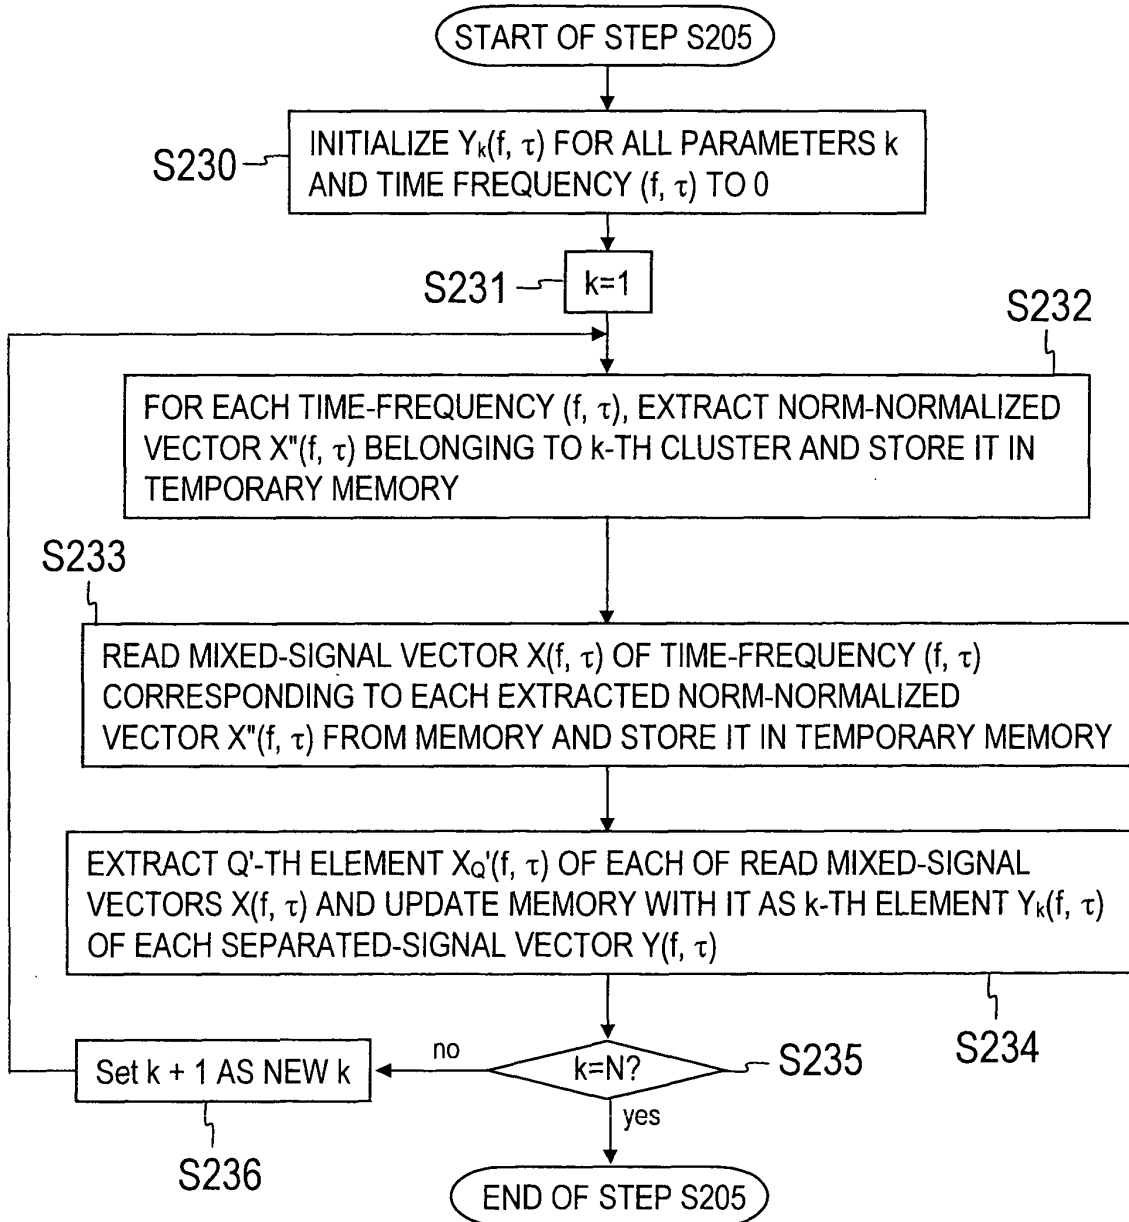 START OF STEP S205
S230
INITIALIZE Yk(f, τ) FOR ALL PARAMETERS k
AND TIME FREQUENCY (f, τ) TO 0
S231
k=1
S232
FOR EACH TIME-FREQUENCY (f, τ), EXTRACT NORM-NORMALIZED
VECTOR X"(f, τ) BELONGING TO k-TH CLUSTER AND STORE IT IN
TEMPORARY MEMORY
S233
READ MIXED-SIGNAL VECTOR X(f, τ) OF TIME-FREQUENCY (f, τ)
CORRESPONDING TO EACH EXTRACTED NORM-NORMALIZED
VECTOR X"(f, τ) FROM MEMORY AND STORE IT IN TEMPORARY MEMORY
EXTRACT Q'-TH ELEMENT XQ'(f, τ) OF EACH OF READ MIXED-SIGNAL
VECTORS X(f, τ) AND UPDATE MEMORY WITH IT AS k-TH ELEMENT Yk(f, τ)
OF EACH SEPARATED-SIGNAL VECTOR Y(f, τ)
S234
Set k + 1 AS NEW k
no
k=N?
S235
yes
S236
END OF STEP S205